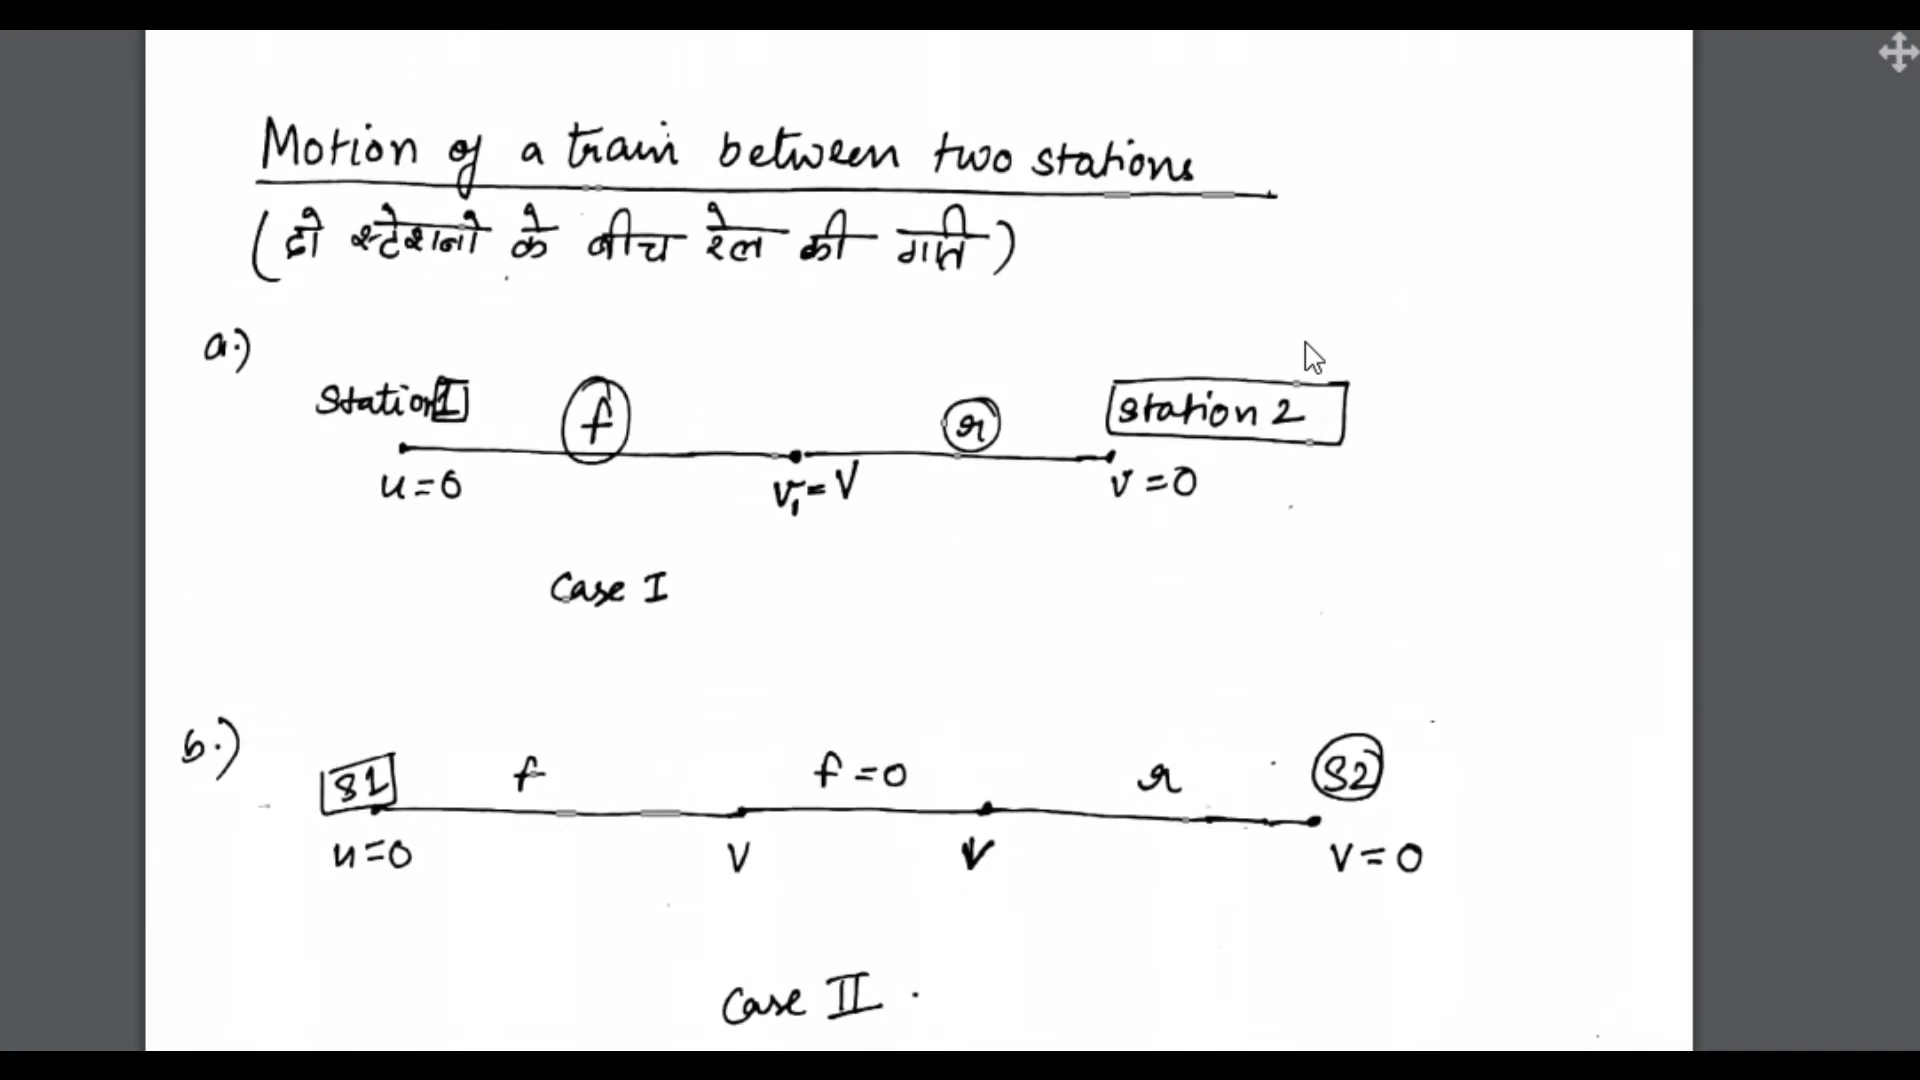 Motion of a train between two stations
(दो स्टेशनो के बीच रेल की गति)
a.)
Station 1 f r Station 2
u=0 v₁=V v=0
Case I
b.)
S1 f f=0 r S2
u=0 V V V=0
Case II.